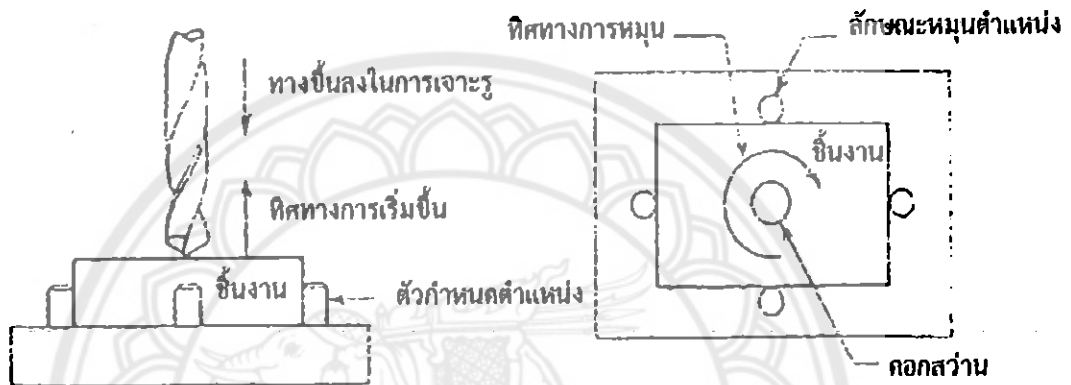 ทิศทางการหมุน
ลักษณะหมุนตำแหน่ง
ทางขึ้นลงในการเจาะรู
ชิ้นงาน
ทิศทางการเริ่มขึ้น
ชิ้นงาน
ตัวกำหนดตำแหน่ง
ดอกสว่าน